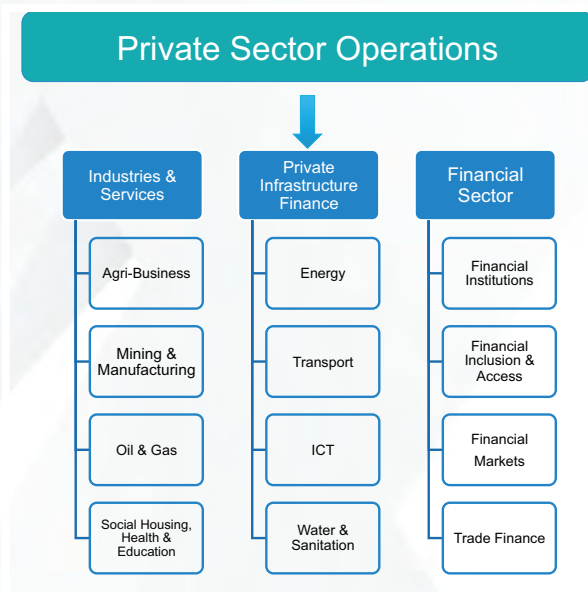 Private Sector Operations
Industries &
Services
Agri-Business
Mining &
Manufacturing
Oil & Gas
Social Housing,
Health &
Education
Private
Infrastructure
Finance
Energy
Transport
ICT
Water &
Sanitation
Financial
Sector
Financial
Institutions
Financial
Inclusion &
Access
Financial
Markets
Trade Finance